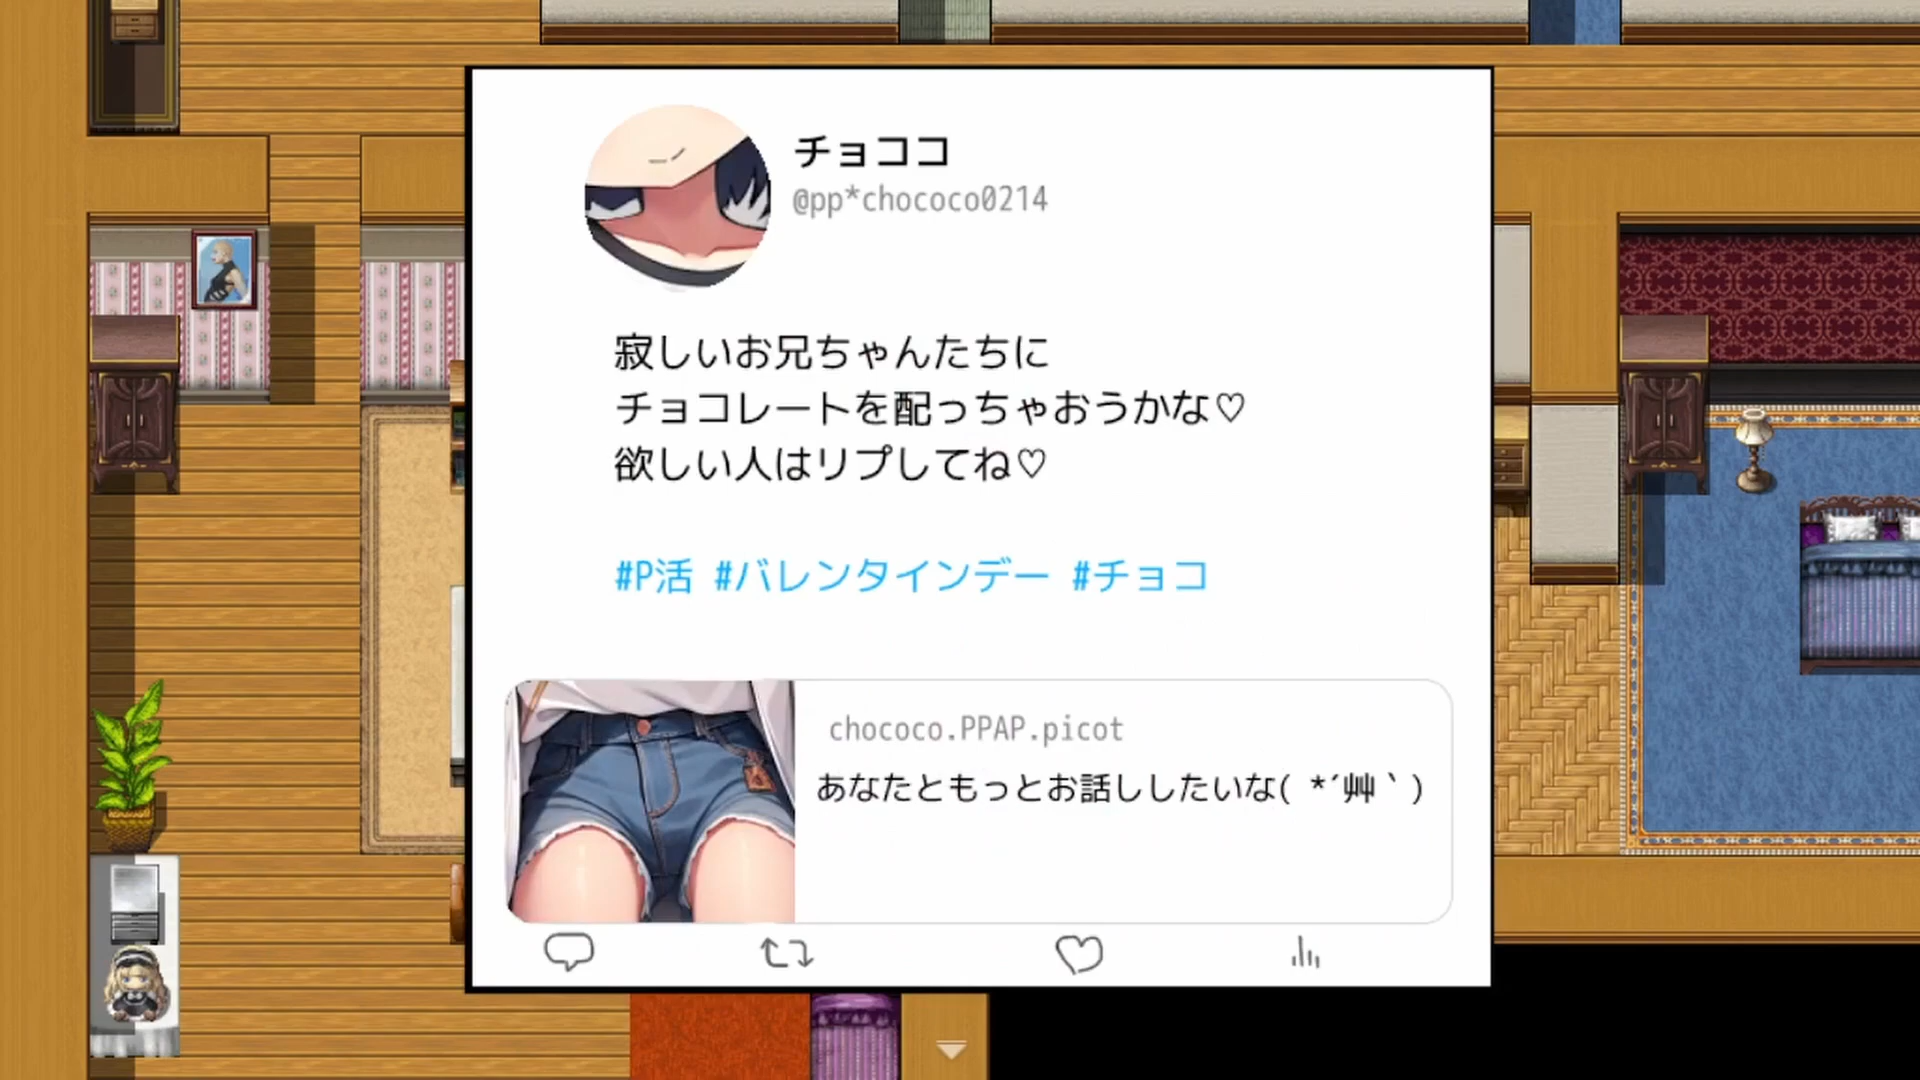 チョココ
@pp*chococo0214
寂しいお兄ちゃんたちに
チョコレートを配っちゃおうかな♡
欲しい人はリプしてね♡
#P活 #バレンタインデー #チョコ
chococo.PPAP.picot
あなたともっとお話ししたいな( *´艸｀)